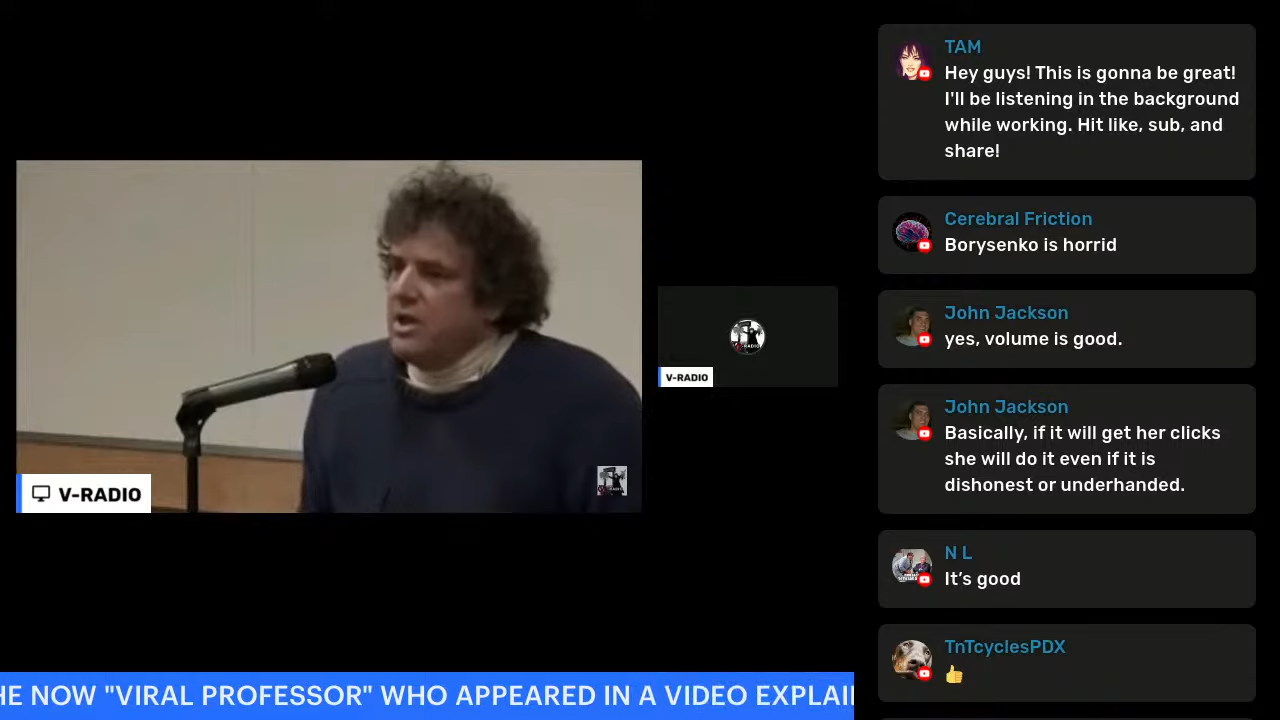 TAM
Hey guys! This is gonna be great!
I'll be listening in the background
while working. Hit like, sub, and
share!
Cerebral Friction
Borysenko is horrid
John Jackson
yes, volume is good.
John Jackson
Basically, if it will get her clicks
she will do it even if it is
dishonest or underhanded.
N L
It’s good
TnTcyclesPDX
👍
V-RADIO
V-RADIO
HE NOW "VIRAL PROFESSOR" WHO APPEARED IN A VIDEO EXPLAI